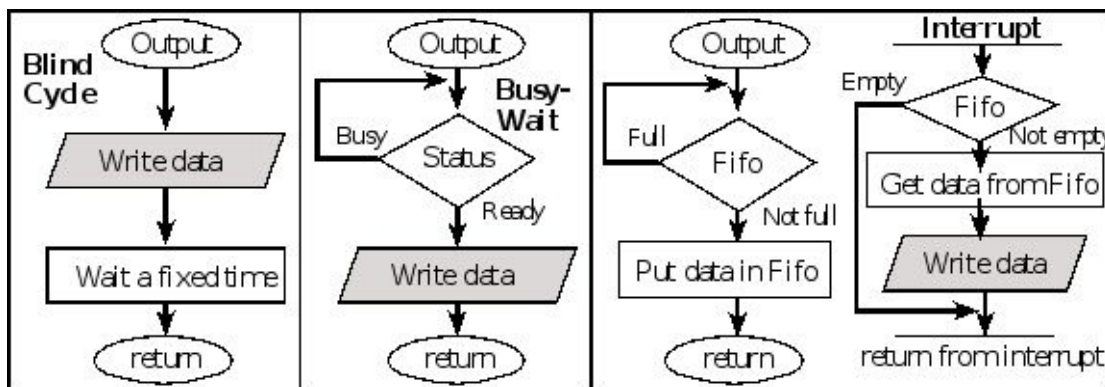 Output
Blind
Cycle
Write data
Wait a fixed time
return
Output
Busy-
Wait
Busy
Status
Ready
Write data
return
Output
Full
Fifo
Not full
Put data in Fifo
return
Interrupt
Empty
Fifo
Not empty
Get data from Fifo
Write data
return from interrupt